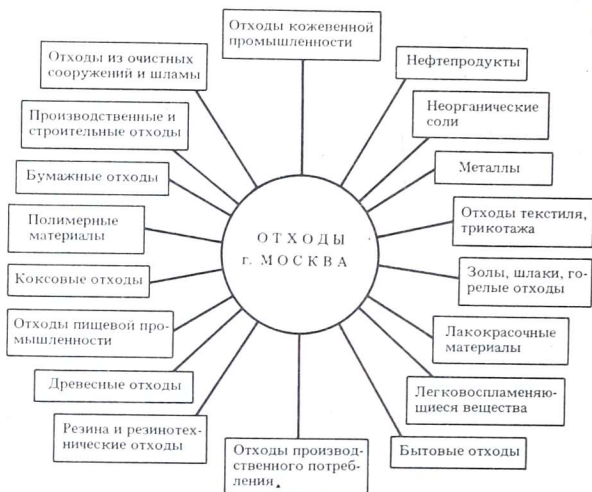 Отходы кожевенной
промышленности
Отходы из очистных
сооружений и шламы
Нефтепродукты
Производственные и
строительные отходы
Неорганические
соли
Бумажные отходы
Металлы
Полимерные
материалы
Отходы текстиля,
трикотажа
ОТХОДЫ
г. МОСКВА
Коксовые отходы
Золы, шлаки, го-
релые отходы
Отходы пищевой про-
мышленности
Лакокрасочные
материалы
Древесные отходы
Легковоспламеняю-
щиеся вещества
Резина и резинотех-
нические отходы
Отходы производ-
ственного потреб-
ления.
Бытовые отходы